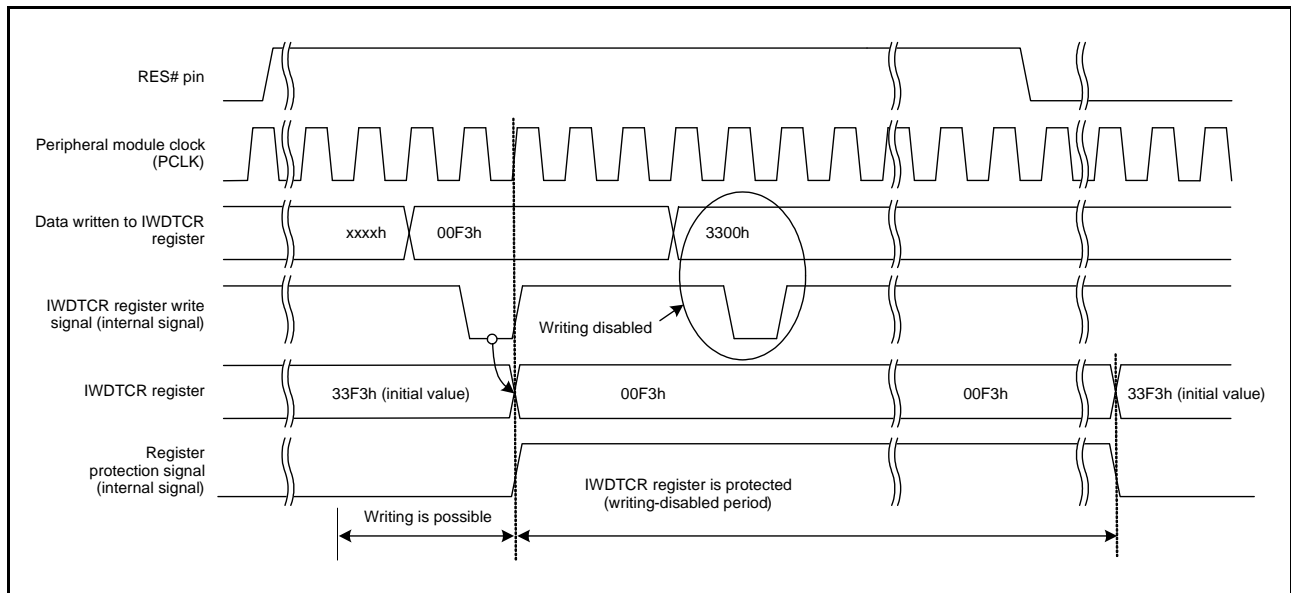 RES# pin
Peripheral module clock
(PCLK)
Data written to IWDTCR
register
xxxxh
00F3h
3300h
IWDTCR register write
signal (internal signal)
Writing disabled
IWDTCR register
33F3h (initial value)
00F3h
00F3h
33F3h (initial value)
Register
protection signal
(internal signal)
IWDTCR register is protected
(writing-disabled period)
Writing is possible